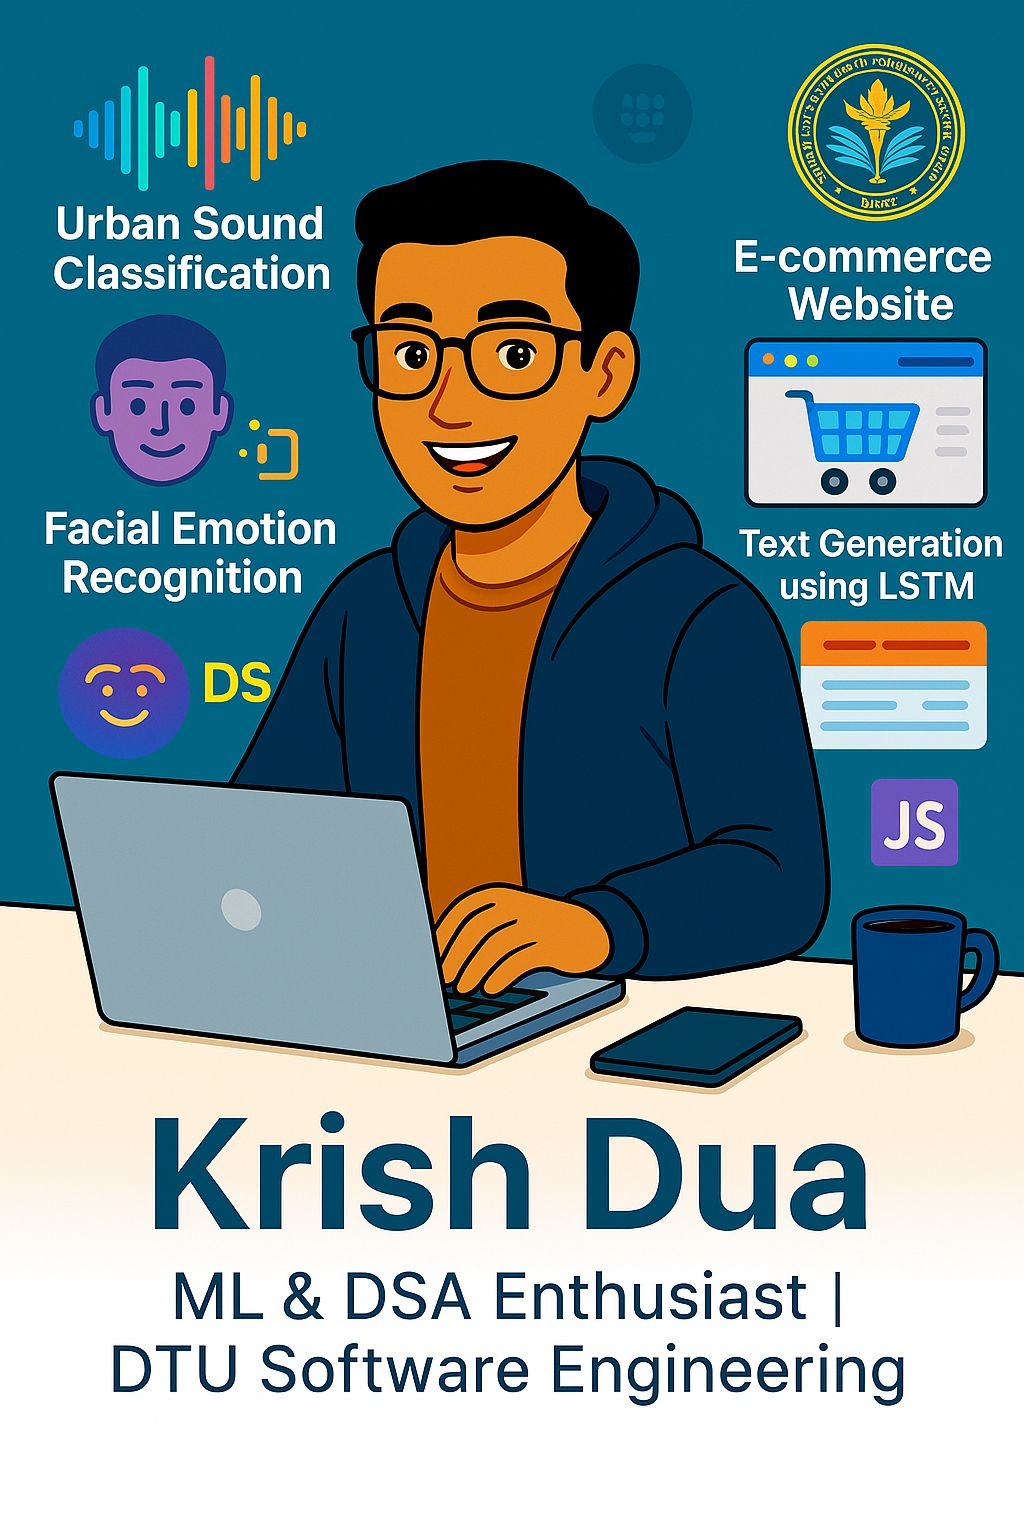 Urban Sound
Classification
E-commerce
Website
Facial Emotion
Recognition
Text Generation
using LSTM
DS
JS
Krish Dua
ML & DSA Enthusiast |
DTU Software Engineering